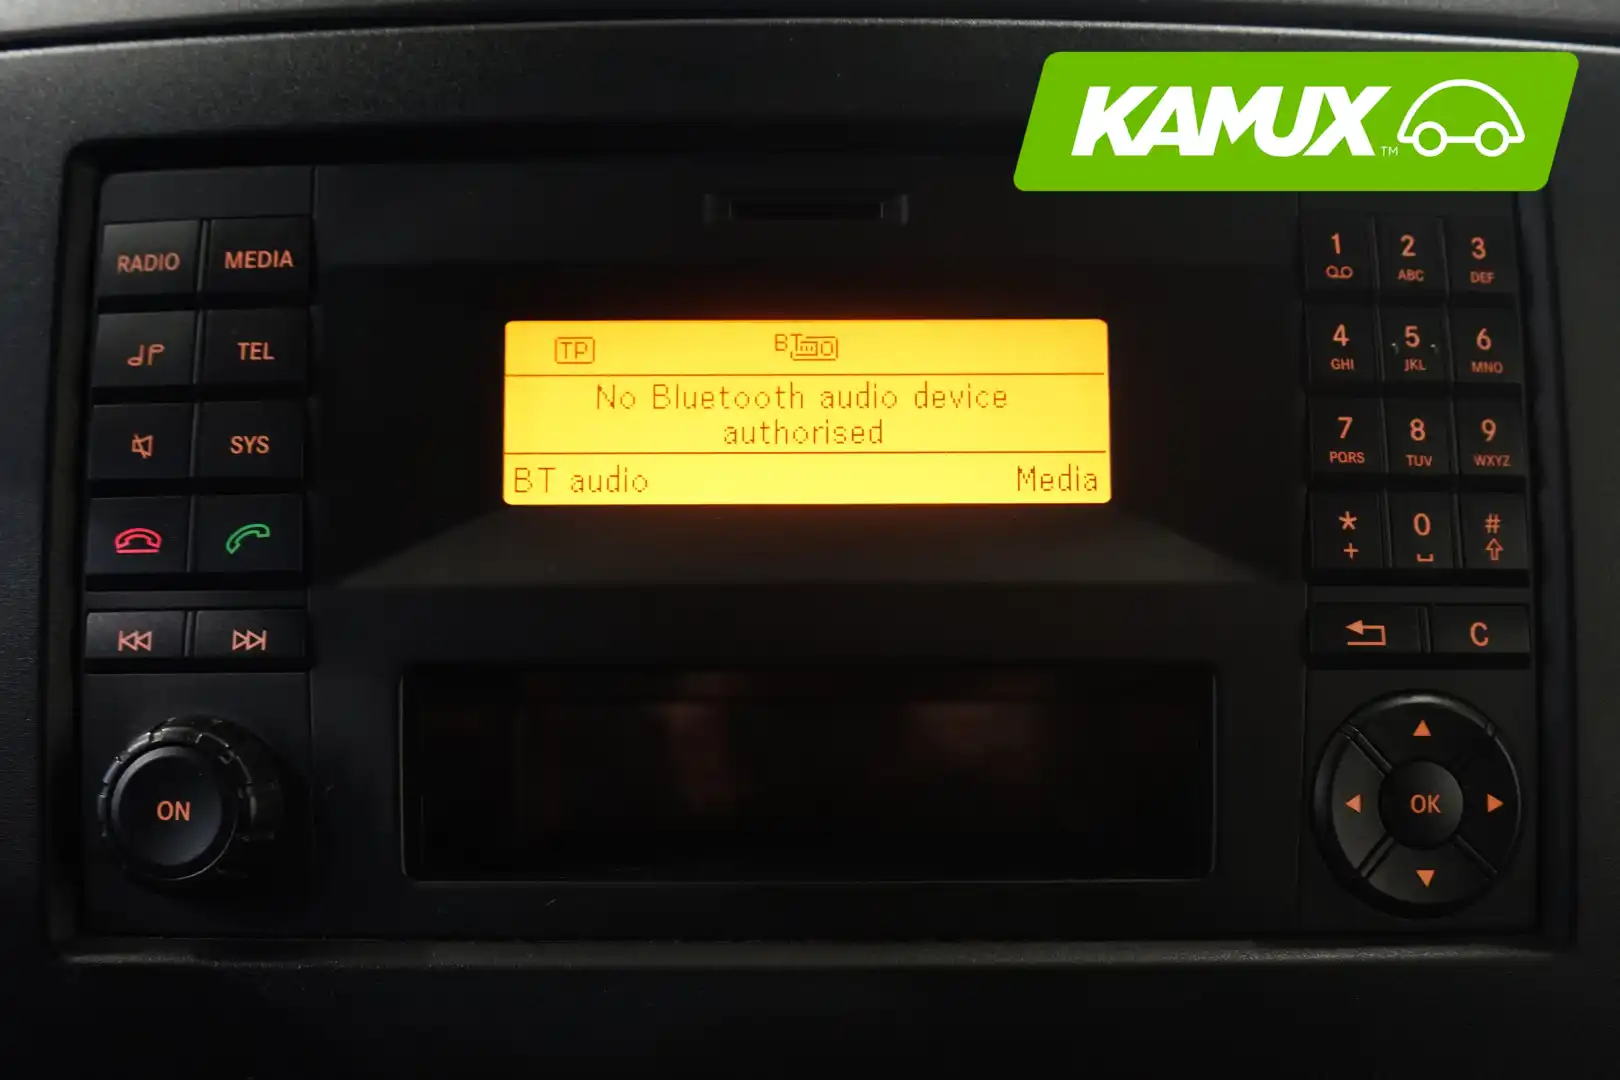 KAMUX™
RADIO MEDIA
TEL
SYS
ON
TP BT
No Bluetooth audio device
authorised
BT audio Media
1 2 3
ABC DEF
4 5 6
GHI JKL MNO
7 8 9
PQRS TUV WXYZ
* 0 #
+
C
OK